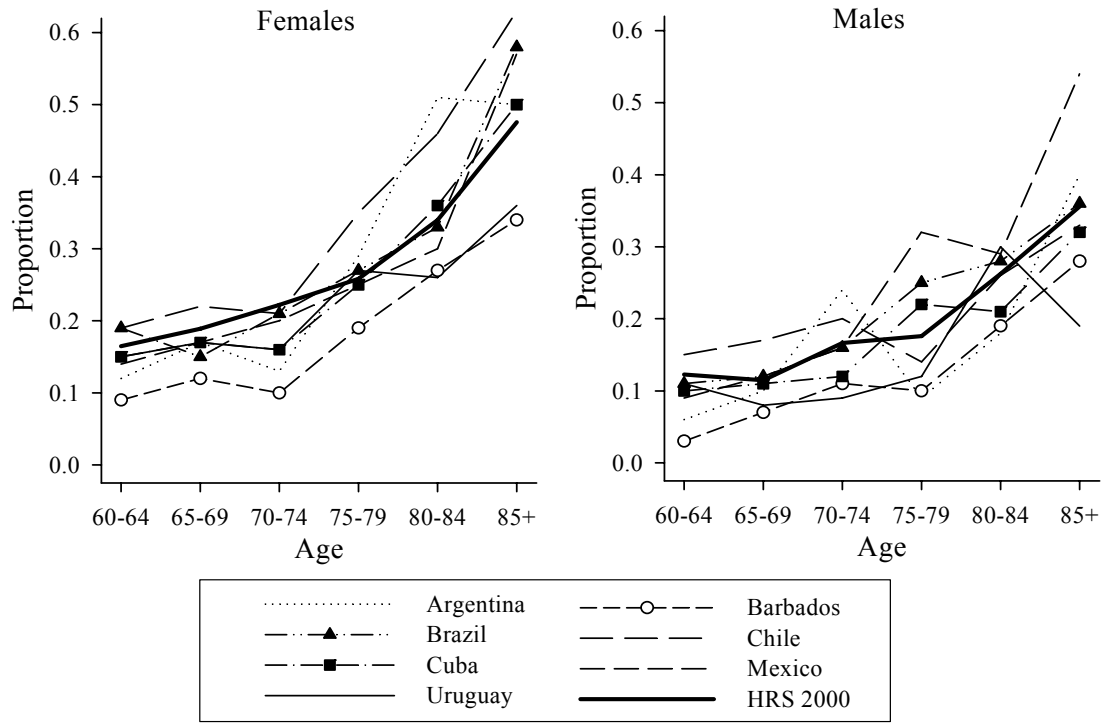 Females
Proportion
0.6
0.5
0.4
0.3
0.2
0.1
0.0
60-64 65-69 70-74 75-79 80-84 85+
Age
Males
Proportion
0.6
0.5
0.4
0.3
0.2
0.1
0.0
60-64 65-69 70-74 75-79 80-84 85+
Age
Argentina
Brazil
Cuba
Uruguay
Barbados
Chile
Mexico
HRS 2000